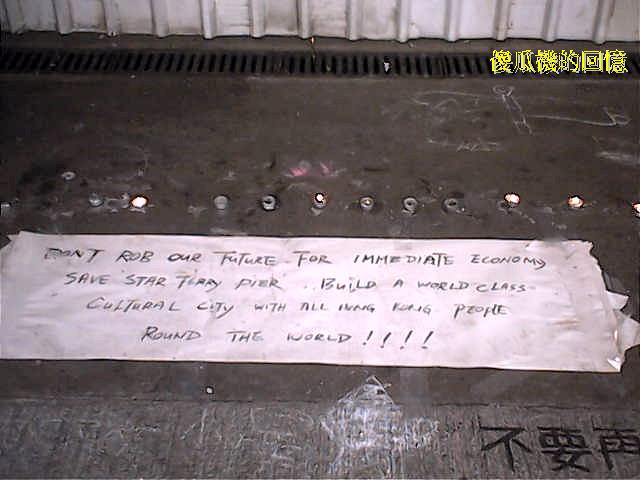 傻瓜機的回憶
DON'T ROB OUR FUTURE FOR IMMEDIATE ECONOMY
SAVE STAR FERRY PIER .. BUILD A WORLD CLASS
CULTURAL CITY WITH ALL HONG KONG PEOPLE
ROUND THE WORLD !!!!
不要再